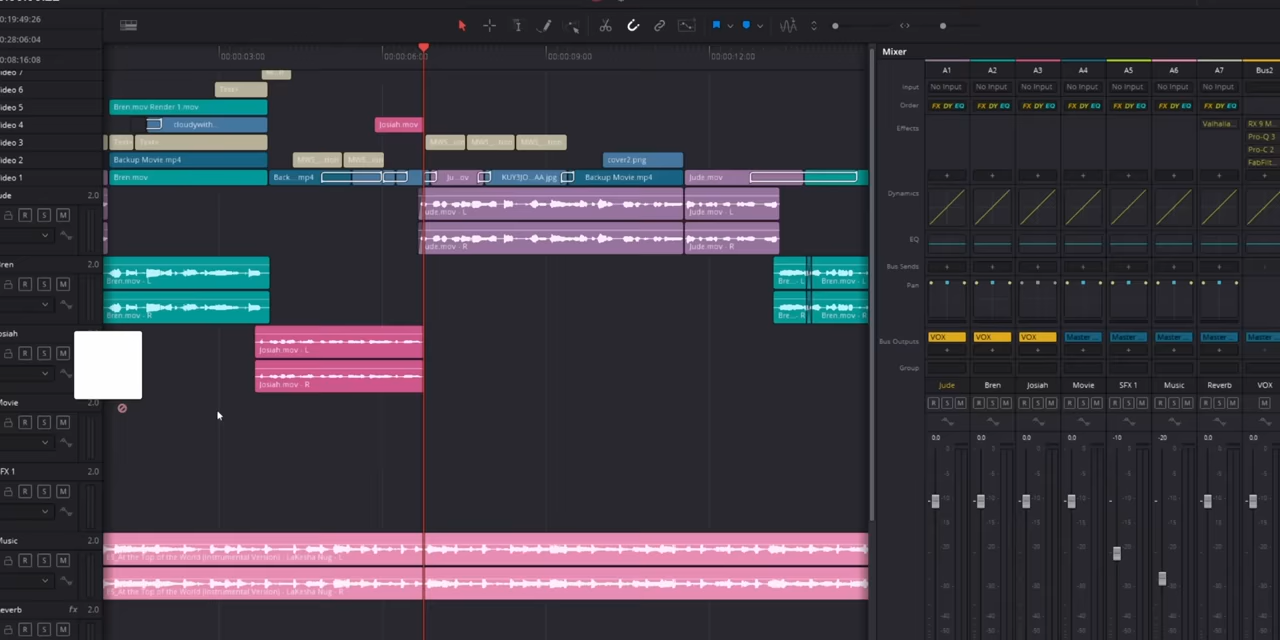 0:19:49:26
0:28:06:04
0:08:16:08
00:00:03:00
00:00:09:00
00:00:12:00
Mixer
ideo 7
ideo 6
ideo 5
ideo 4
ideo 3
ideo 2
ideo 1
Bren.mov Render 1.mov
cloudywith...
Josiah.mov
Backup Movie.mp4
cover2.png
Bren.mov
Back... .mp4
Ju...ov
KUY3JO...AA.jpg
Backup Movie.mp4
Jude.mov
ude
2.0
R S M
Jude.mov - L
Jude.mov - L
Jude.mov - R
Jude.mov - R
Bren
2.0
R S M
Bren.mov - L
Bre... - L
Bren.mov - L
Bren.mov - R
Bre... - R
Bren.mov - R
osiah
R S M
Josiah.mov - L
Josiah.mov - R
Movie
2.0
R S M
FX 1
2.0
R S M
Music
2.0
R S M
15_At the Top of the World (Instrumental Version) - LaKesha Nug - L
15_At the Top of the World (Instrumental Version) - LaKesha Nug - R
everb
fx 2.0
R S M
A1 A2 A3 A4 A5 A6 A7 Bus2
Input No Input No Input No Input No Input No Input No Input No Input
Order FX DY EQ FX DY EQ FX DY EQ FX DY EQ FX DY EQ FX DY EQ FX DY EQ FX DY EQ
Effects Valhalla... RX 9 M...
Pro-Q 3
Pro-C 2
FabFilt...
Dynamics
EQ
Bus Sends
Pan
Bus Outputs VOX VOX VOX Master... Master... Master... Master... Master...
Group
Jude Bren Josiah Movie SFX 1 Music Reverb VOX
R S M R S M R S M R S M R S M R S M R S M M
0.0 0.0 0.0 0.0 -10 -20 0.0 0.0